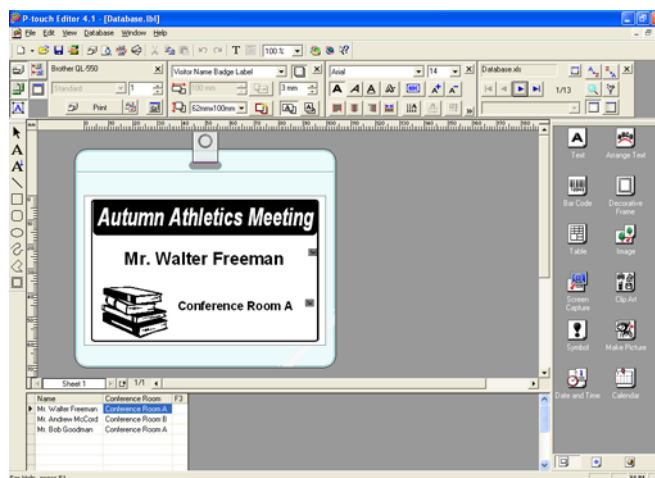 P-touch Editor 4.1 - [Database.lbl]
File Edit View Database Window Help
100 %
Brother QL-550
Visitor Name Badge Label
Arial
14
Database.xls
Standard
1
100 mm
3 mm
1/13
Print
62mmx100mm
Autumn Athletics Meeting
Mr. Walter Freeman
Conference Room A
Text
Arrange Text
Bar Code
Decorative Frame
Table
Image
Screen Capture
Clip Art
Symbol
Make Picture
Date and Time
Calendar
Sheet 1
1/1
Name Conference Room F3
Mr. Walter Freeman Conference Room A
Mr. Andrew McCord Conference Room B
Mr. Bob Goodman Conference Room A